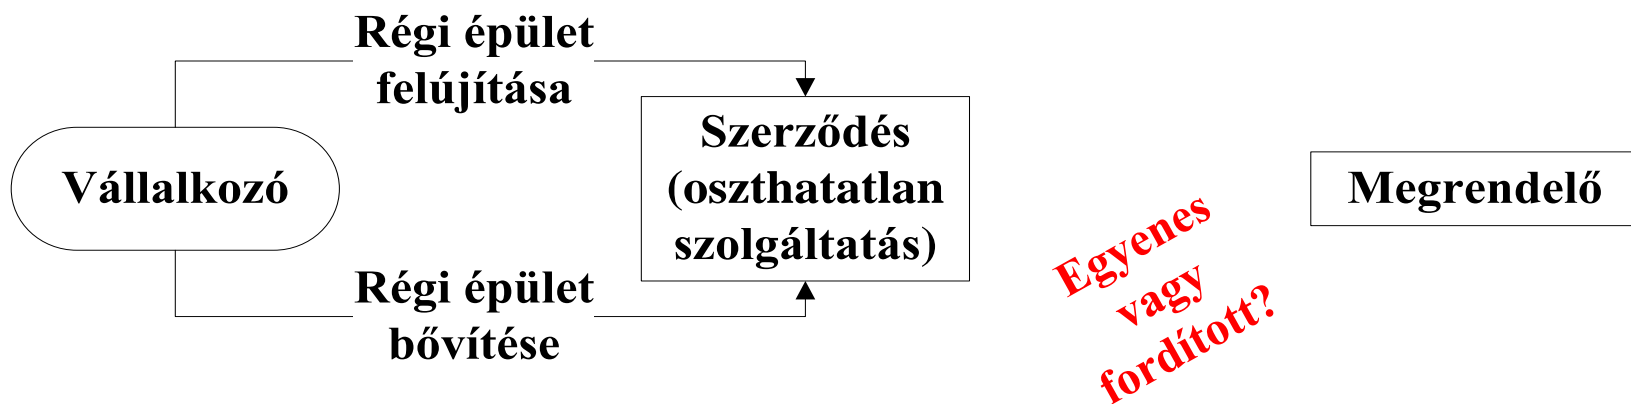 Régi épület
felújítása
Vállalkozó
Szerződés
(oszthatatlan
szolgáltatás)
Régi épület
bővítése
Egyenes
vagy
fordított?
Megrendelő